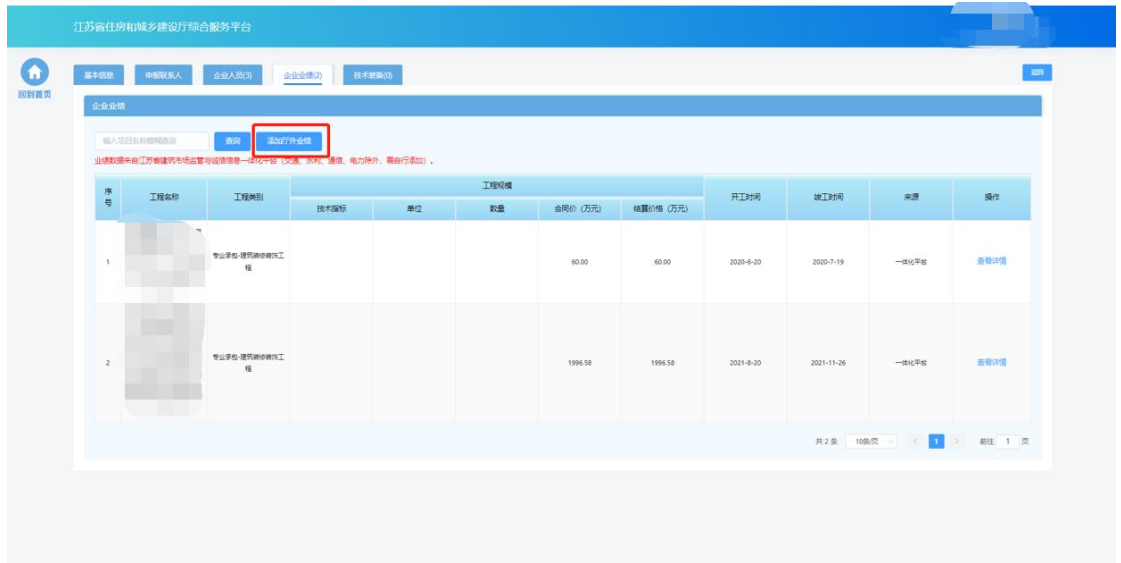 江苏省住房和城乡建设厅综合服务平台
回到首页
基本信息 申报联系人 企业人员(3) 企业业绩(2) 技术装备(0) 返回
企业业绩
输入项目名称模糊查询 查询 添加厅外业绩
业绩数据来自江苏省建筑市场监管与诚信信息一体化平台（交通、水利、通信、电力除外，需自行添加）。
序号 工程名称 工程类别 工程规模 开工时间 竣工时间 来源 操作
技术指标 单位 数量 合同价（万元） 结算价格（万元）
1 专业承包-建筑装修装饰工程 60.00 60.00 2020-6-20 2020-7-19 一体化平台 查看详情
2 专业承包-建筑装修装饰工程 1996.58 1996.58 2021-8-20 2021-11-26 一体化平台 查看详情
共 2 条 10条/页 < 1 > 前往 1 页